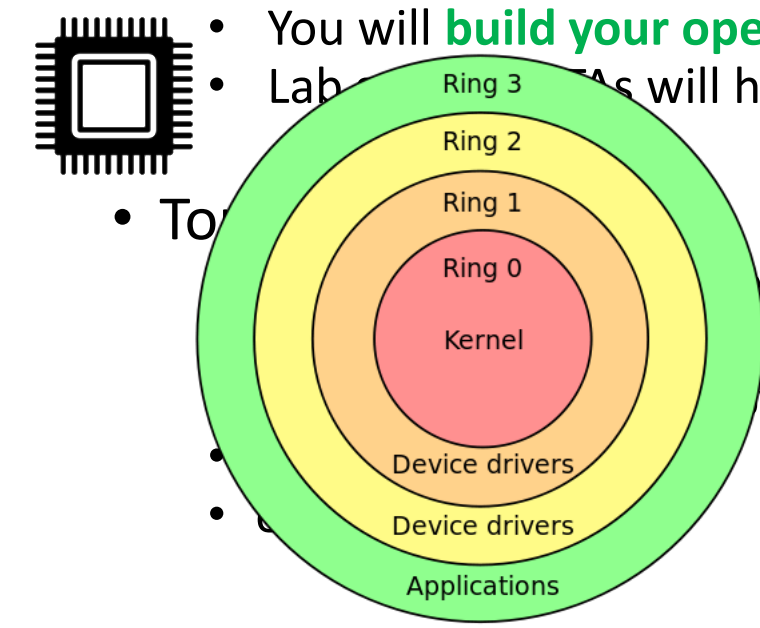 • You will build your ope
• Lab As will h
• To
Ring 3
Ring 2
Ring 1
Ring 0
Kernel
Device drivers
Device drivers
Applications